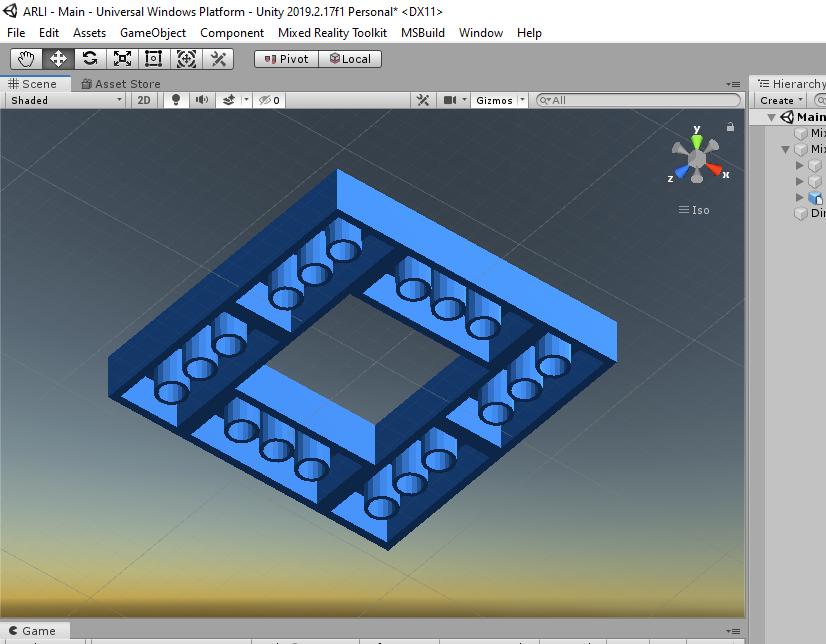 ARLI - Main - Universal Windows Platform - Unity 2019.2.17f1 Personal* <DX11>
File Edit Assets GameObject Component Mixed Reality Toolkit MSBuild Window Help
Pivot Local
Scene Asset Store Hierarchy
Shaded 2D 0 Gizmos All Create
Main
Mix
Mix
Dir
y
x
z
Iso
Game